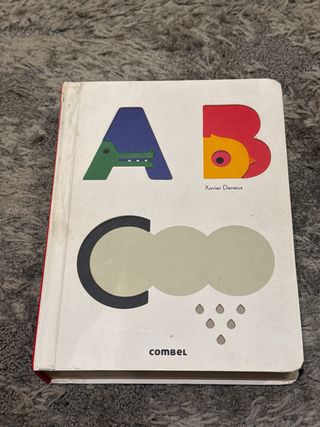 A B
Xavier Deneux
C
COMBEL